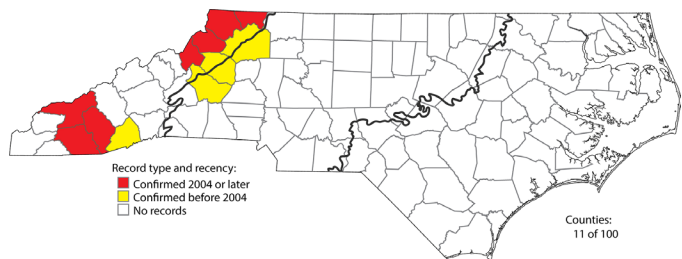 Record type and recency:
Confirmed 2004 or later
Confirmed before 2004
No records
Counties:
11 of 100